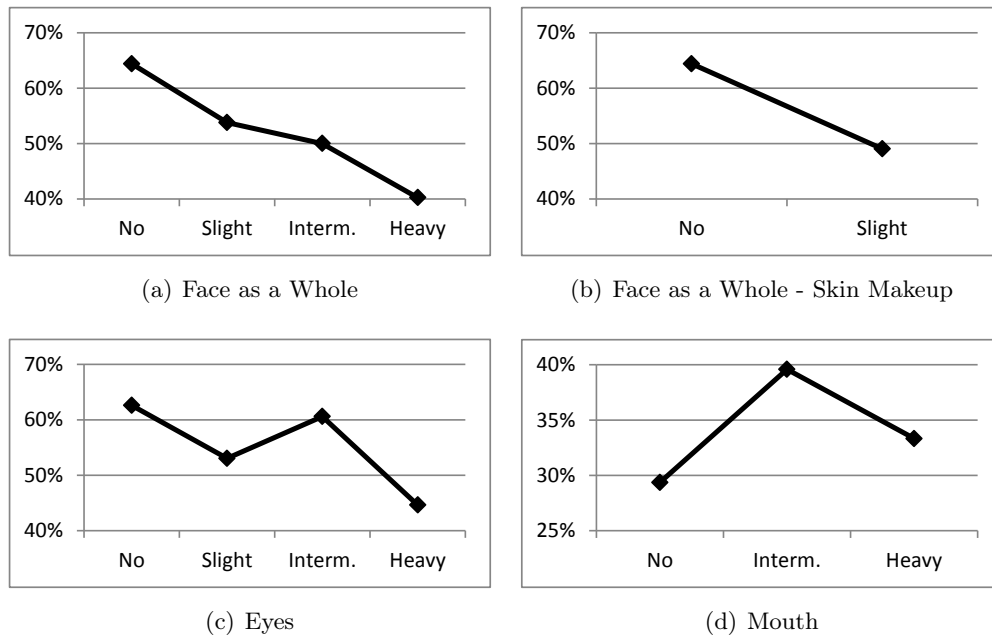 70%
60%
50%
40%
No Slight Interm. Heavy
(a) Face as a Whole
70%
60%
50%
40%
No Slight
(b) Face as a Whole - Skin Makeup
70%
60%
50%
40%
No Slight Interm. Heavy
(c) Eyes
40%
35%
30%
25%
No Interm. Heavy
(d) Mouth